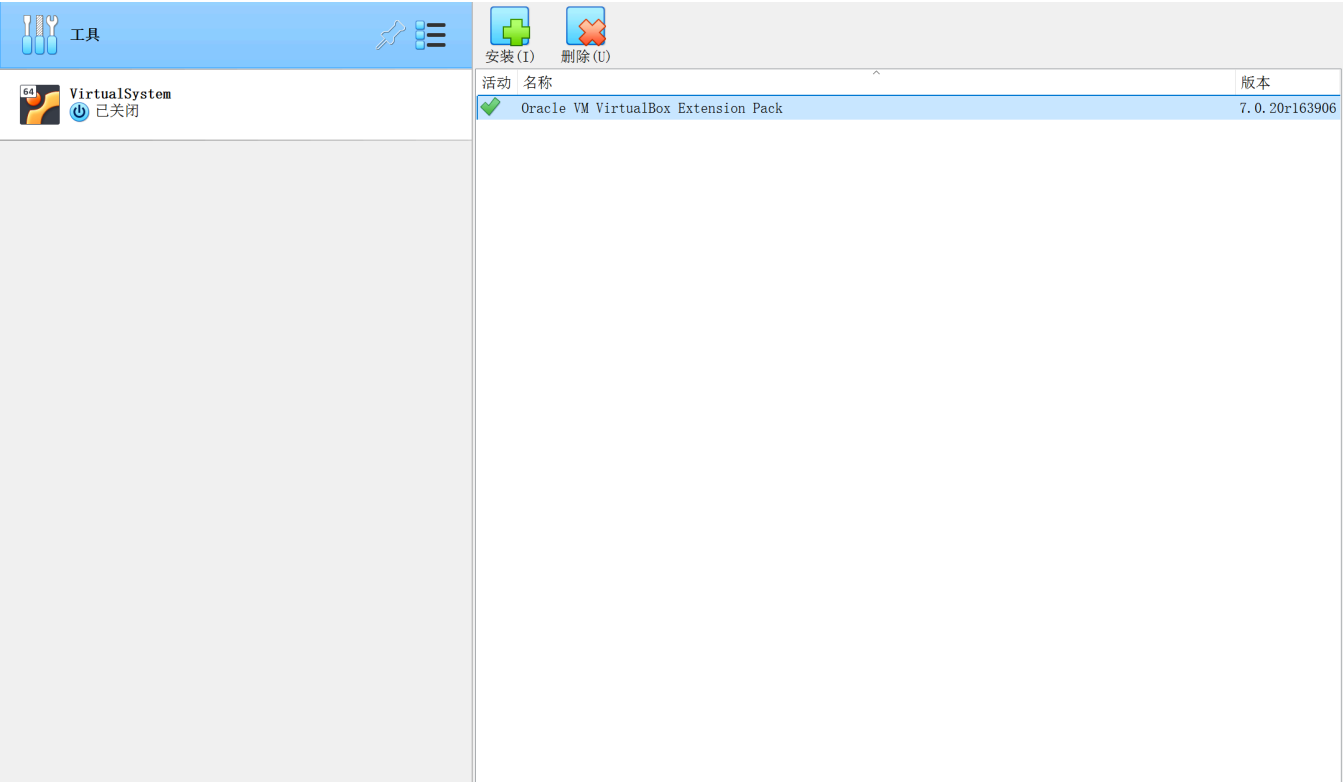 工具
64
VirtualSystem
已关闭
安装(I) 删除(U)
活动 名称 版本
Oracle VM VirtualBox Extension Pack 7.0.20r163906